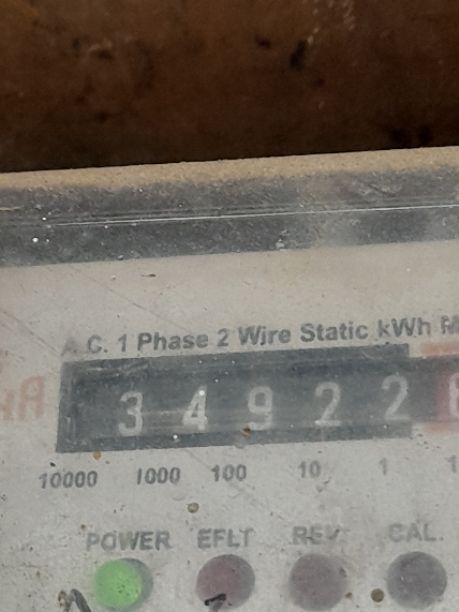 A.C. 1 Phase 2 Wire Static kWh M
3 4 9 2 2
10000 1000 100 10 1 1
POWER EFLT REV CAL.